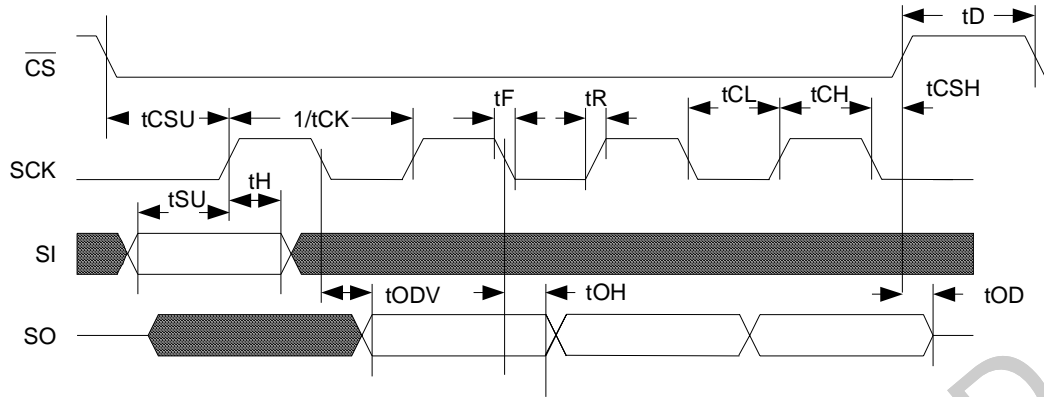 tD
CS
tF
tR
tCL
tCH
tCSH
tCSU
1/tCK
SCK
tSU
tH
SI
tODV
tOH
tOD
SO